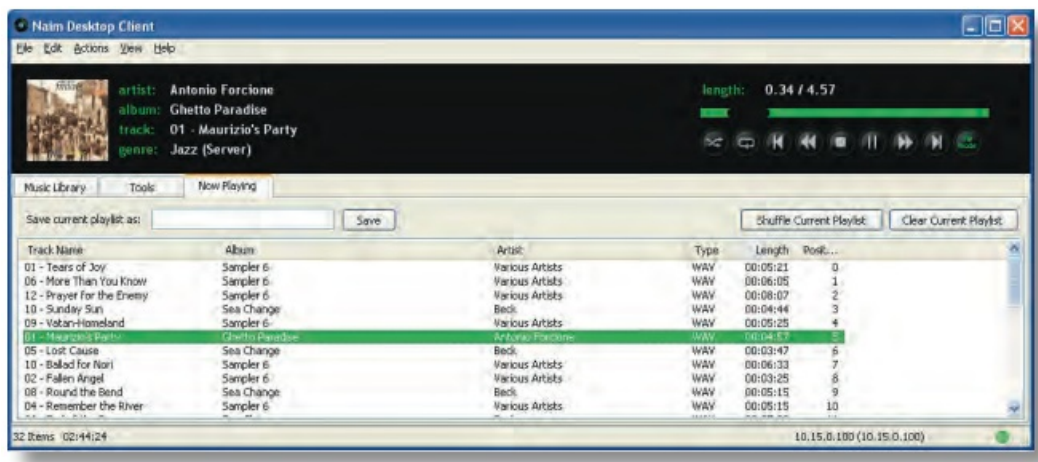 Naim Desktop Client
File Edit Actions View Help
artist: Antonio Forcione
album: Ghetto Paradise
track: 01 - Maurizio's Party
genre: Jazz (Server)
length: 0.34 / 4.57
Music Library Tools Now Playing
Save current playlist as: Save Shuffle Current Playlist Clear Current Playlist
Track Name Album Artist Type Length Posit...
01 - Tears of Joy Sampler 6 Various Artists WAV 00:05:21 0
06 - More Than You Know Sampler 6 Various Artists WAV 00:06:05 1
12 - Prayer for the Enemy Sampler 6 Various Artists WAV 00:08:07 2
10 - Sunday Sun Sea Change Beck WAV 00:04:44 3
09 - Vatan-Homeland Sampler 6 Various Artists WAV 00:05:25 4
01 - Maurizio's Party Ghetto Paradise Antonio Forcione WAV 00:04:57 5
05 - Lost Cause Sea Change Beck WAV 00:03:47 6
10 - Ballad for Nori Sampler 6 Various Artists WAV 00:06:33 7
02 - Fallen Angel Sampler 6 Various Artists WAV 00:03:25 8
08 - Round the Bend Sea Change Beck WAV 00:05:15 9
04 - Remember the River Sampler 6 Various Artists WAV 00:05:15 10
32 Items 02:44:24 10.15.0.100 (10.15.0.100)